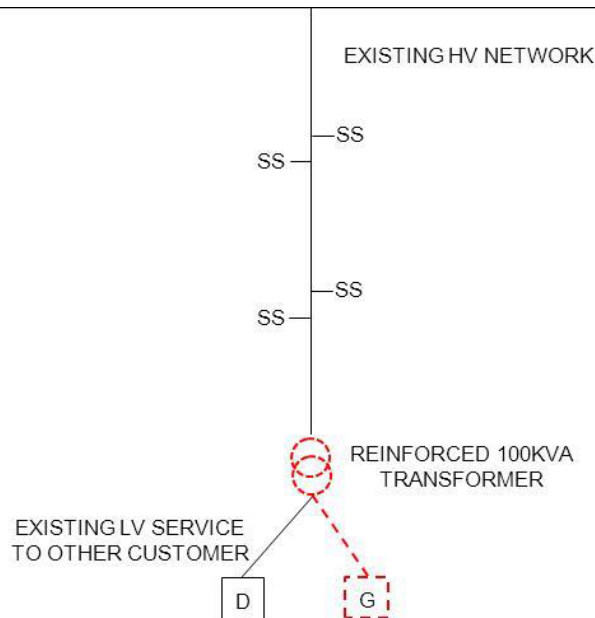 EXISTING HV NETWORK
SS
SS
SS
SS
REINFORCED 100KVA
TRANSFORMER
EXISTING LV SERVICE
TO OTHER CUSTOMER
D
G